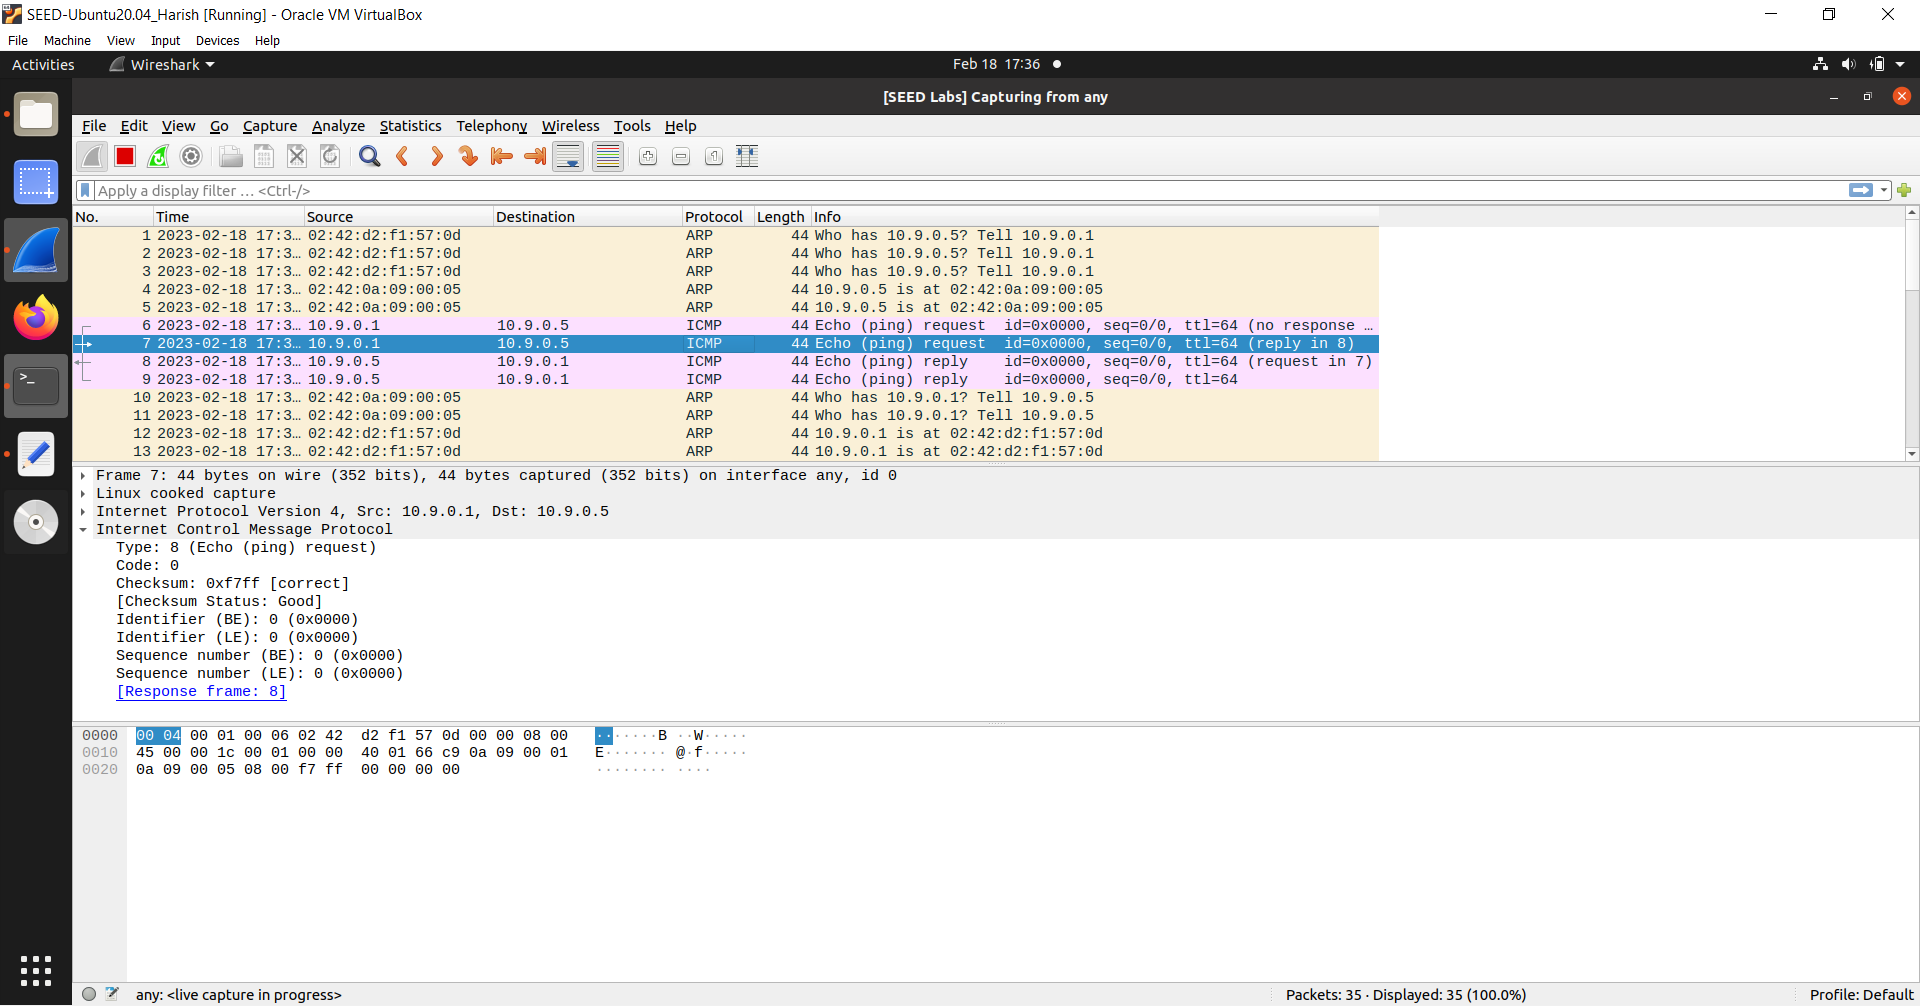 SEED-Ubuntu20.04_Harish [Running] - Oracle VM VirtualBox
File Machine View Input Devices Help
Activities Wireshark Feb 18 17:36
[SEED Labs] Capturing from any
File Edit View Go Capture Analyze Statistics Telephony Wireless Tools Help
Apply a display filter … <Ctrl-/>
No. Time Source Destination Protocol Length Info
1 2023-02-18 17:3… 02:42:d2:f1:57:0d ARP 44 Who has 10.9.0.5? Tell 10.9.0.1
2 2023-02-18 17:3… 02:42:d2:f1:57:0d ARP 44 Who has 10.9.0.5? Tell 10.9.0.1
3 2023-02-18 17:3… 02:42:d2:f1:57:0d ARP 44 Who has 10.9.0.5? Tell 10.9.0.1
4 2023-02-18 17:3… 02:42:0a:09:00:05 ARP 44 10.9.0.5 is at 02:42:0a:09:00:05
5 2023-02-18 17:3… 02:42:0a:09:00:05 ARP 44 10.9.0.5 is at 02:42:0a:09:00:05
6 2023-02-18 17:3… 10.9.0.1 10.9.0.5 ICMP 44 Echo (ping) request id=0x0000, seq=0/0, ttl=64 (no response …
7 2023-02-18 17:3… 10.9.0.1 10.9.0.5 ICMP 44 Echo (ping) request id=0x0000, seq=0/0, ttl=64 (reply in 8)
8 2023-02-18 17:3… 10.9.0.5 10.9.0.1 ICMP 44 Echo (ping) reply id=0x0000, seq=0/0, ttl=64 (request in 7)
9 2023-02-18 17:3… 10.9.0.5 10.9.0.1 ICMP 44 Echo (ping) reply id=0x0000, seq=0/0, ttl=64
10 2023-02-18 17:3… 02:42:0a:09:00:05 ARP 44 Who has 10.9.0.1? Tell 10.9.0.5
11 2023-02-18 17:3… 02:42:0a:09:00:05 ARP 44 Who has 10.9.0.1? Tell 10.9.0.5
12 2023-02-18 17:3… 02:42:d2:f1:57:0d ARP 44 10.9.0.1 is at 02:42:d2:f1:57:0d
13 2023-02-18 17:3… 02:42:d2:f1:57:0d ARP 44 10.9.0.1 is at 02:42:d2:f1:57:0d
Frame 7: 44 bytes on wire (352 bits), 44 bytes captured (352 bits) on interface any, id 0
Linux cooked capture
Internet Protocol Version 4, Src: 10.9.0.1, Dst: 10.9.0.5
Internet Control Message Protocol
Type: 8 (Echo (ping) request)
Code: 0
Checksum: 0xf7ff [correct]
[Checksum Status: Good]
Identifier (BE): 0 (0x0000)
Identifier (LE): 0 (0x0000)
Sequence number (BE): 0 (0x0000)
Sequence number (LE): 0 (0x0000)
[Response frame: 8]
0000 00 04 00 01 00 06 02 42 d2 f1 57 0d 00 00 08 00 ·······B ··W·····
0010 45 00 00 1c 00 01 00 00 40 01 66 c9 0a 09 00 01 E······· @·f·····
0020 0a 09 00 05 08 00 f7 ff 00 00 00 00 ········ ····
any: <live capture in progress> Packets: 35 · Displayed: 35 (100.0%) Profile: Default